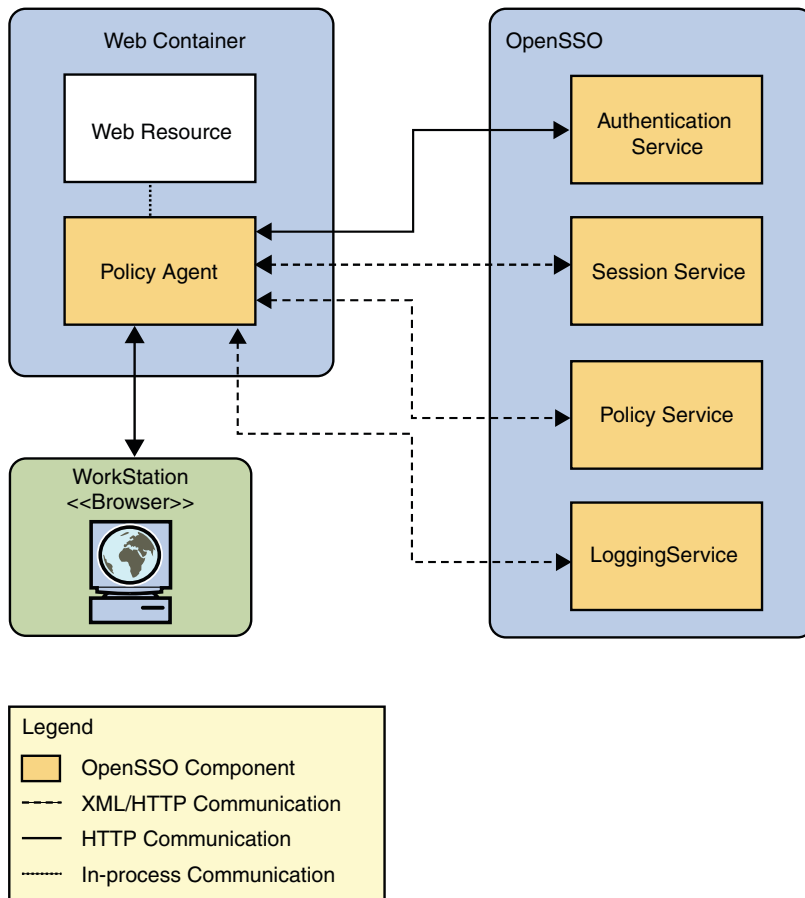 Web Container
Web Resource
Policy Agent
WorkStation
<<Browser>>
OpenSSO
Authentication
Service
Session Service
Policy Service
LoggingService
Legend
OpenSSO Component
XML/HTTP Communication
HTTP Communication
In-process Communication